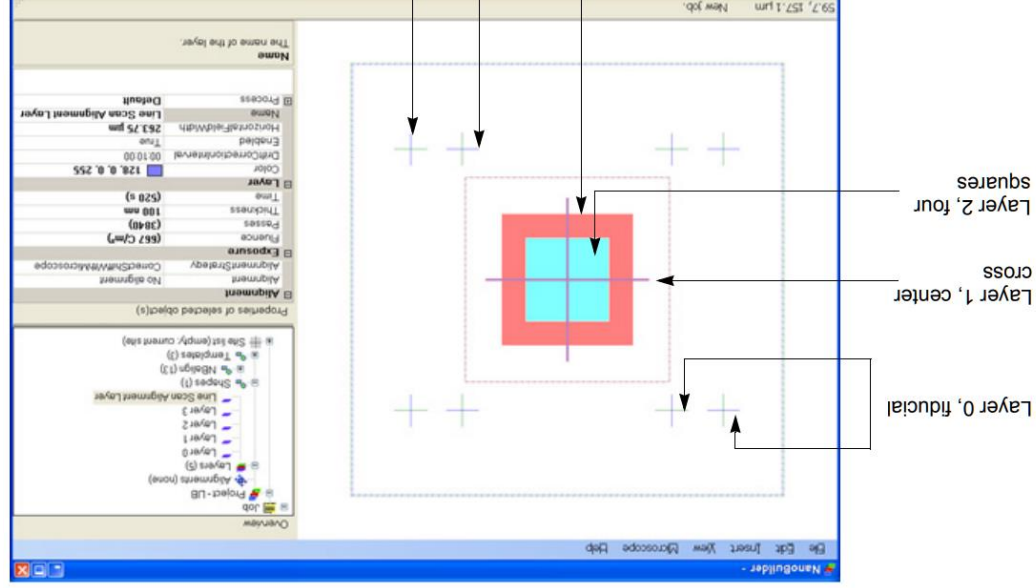 NanoBuilder -
File Edit Insert View Microscope Help
Overview
Job
Project - UB
Alignments (none)
Layers (5)
Layer 0
Layer 1
Layer 2
Layer 3
Line Scan Alignment Layer
Shapes (1)
NBalign (13)
Templates (3)
Site list (empty: current site)
Properties of selected object(s)
Alignment
Alignment No alignment
AlignmentStrategy CorrectShiftWithMicroscope
Exposure
Fluence (667 C/m²)
Passes (3840)
Thickness 100 nm
Time (520 s)
Layer
Color 128, 0, 0, 255
DriftCorrectionInterval 00:10:00
Enabled True
HorizontalFieldWidth 263.75 µm
Name Line Scan Alignment Layer
Process Default
Name
The name of the layer.
59.7, 157.1 µm New job.
Layer 0, fiducial
Layer 1, center
cross
Layer 2, four
squares